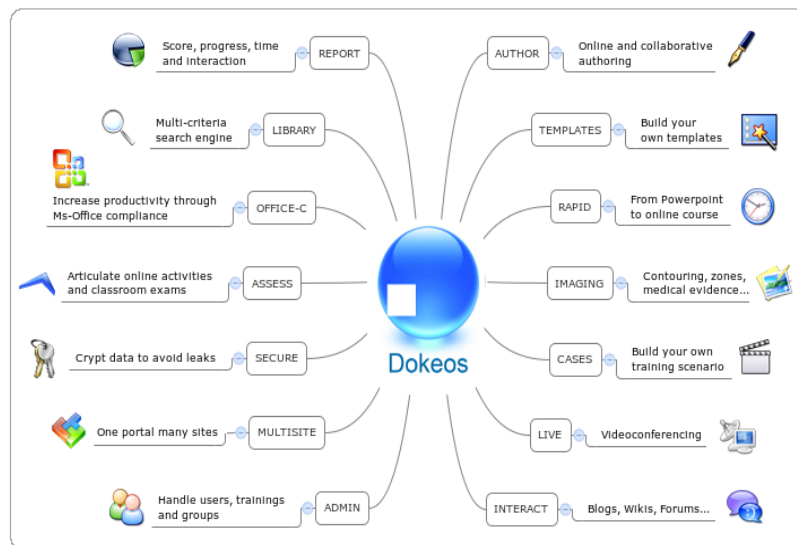 Score, progress, time
and interaction
REPORT
Multi-criteria
search engine
LIBRARY
Increase productivity through
Ms-Office compliance
OFFICE-C
Articulate online activities
and classroom exams
ASSESS
Crypt data to avoid leaks
SECURE
One portal many sites
MULTISITE
Handle users, trainings
and groups
ADMIN
Dokeos
AUTHOR
Online and collaborative
authoring
TEMPLATES
Build your
own templates
RAPID
From Powerpoint
to online course
IMAGING
Contouring, zones,
medical evidence...
CASES
Build your own
training scenario
LIVE
Videoconferencing
INTERACT
Blogs, Wikis, Forums...